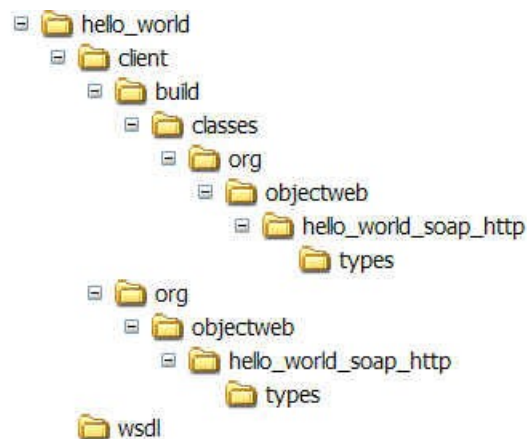 hello_world
client
build
classes
org
objectweb
hello_world_soap_http
types
org
objectweb
hello_world_soap_http
types
wsdl